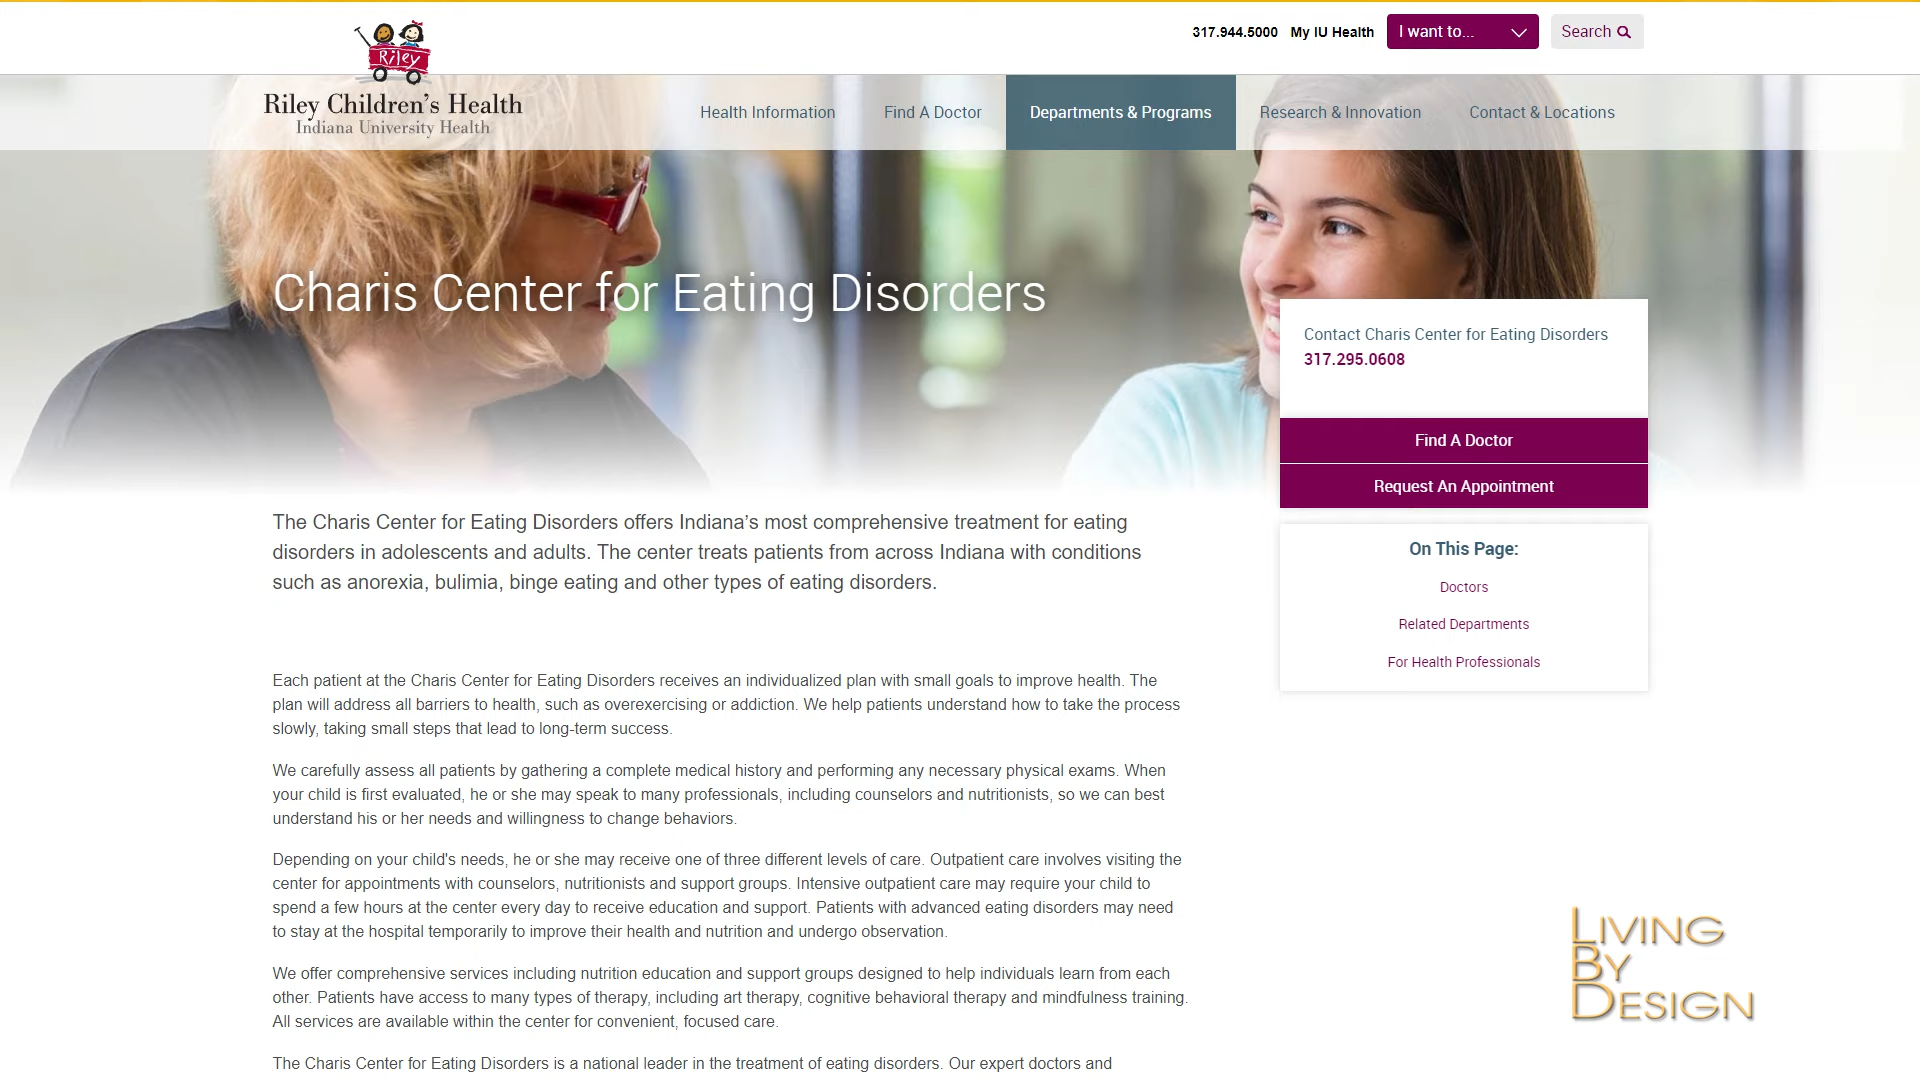 317.944.5000 My IU Health I want to... Search
Riley
Riley Children's Health
Indiana University Health
Health Information Find A Doctor Departments & Programs Research & Innovation Contact & Locations
Charis Center for Eating Disorders
Contact Charis Center for Eating Disorders
317.295.0608
Find A Doctor
Request An Appointment
The Charis Center for Eating Disorders offers Indiana’s most comprehensive treatment for eating
disorders in adolescents and adults. The center treats patients from across Indiana with conditions
such as anorexia, bulimia, binge eating and other types of eating disorders.
On This Page:
Doctors
Related Departments
For Health Professionals
Each patient at the Charis Center for Eating Disorders receives an individualized plan with small goals to improve health. The
plan will address all barriers to health, such as overexercising or addiction. We help patients understand how to take the process
slowly, taking small steps that lead to long-term success.
We carefully assess all patients by gathering a complete medical history and performing any necessary physical exams. When
your child is first evaluated, he or she may speak to many professionals, including counselors and nutritionists, so we can best
understand his or her needs and willingness to change behaviors.
Depending on your child's needs, he or she may receive one of three different levels of care. Outpatient care involves visiting the
center for appointments with counselors, nutritionists and support groups. Intensive outpatient care may require your child to
spend a few hours at the center every day to receive education and support. Patients with advanced eating disorders may need
to stay at the hospital temporarily to improve their health and nutrition and undergo observation.
We offer comprehensive services including nutrition education and support groups designed to help individuals learn from each
other. Patients have access to many types of therapy, including art therapy, cognitive behavioral therapy and mindfulness training.
All services are available within the center for convenient, focused care.
The Charis Center for Eating Disorders is a national leader in the treatment of eating disorders. Our expert doctors and
LIVING
BY
DESIGN